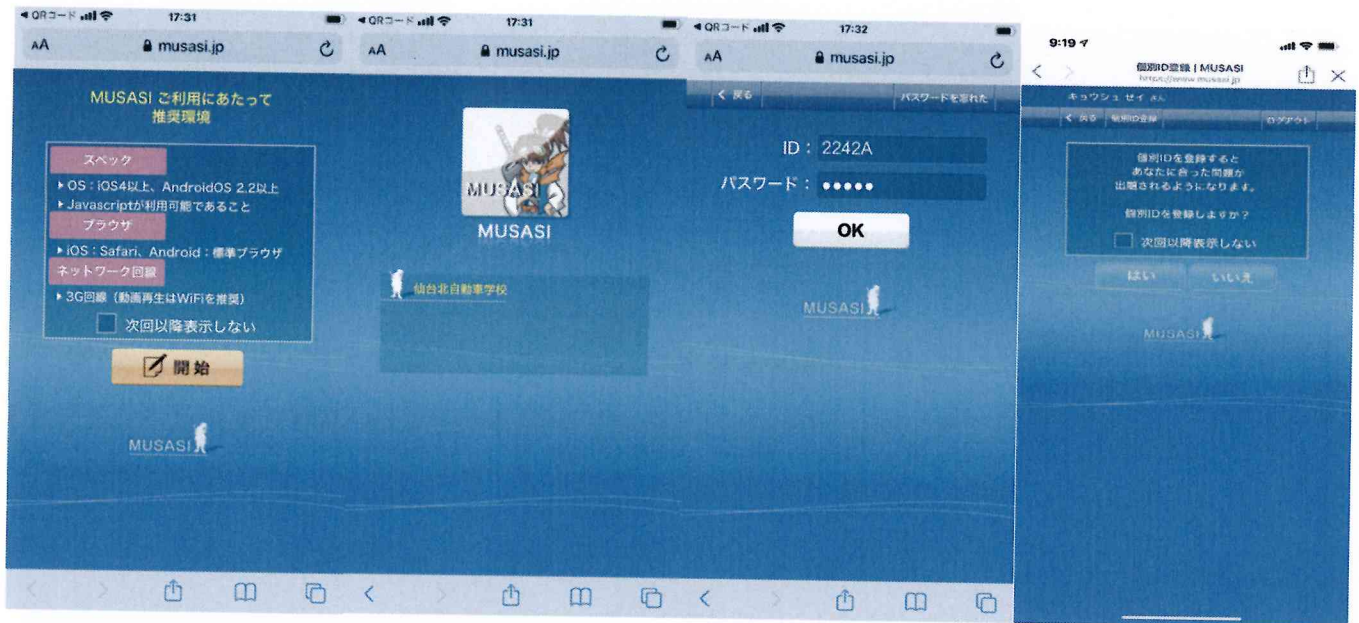 QRコード
17:31
AA
musasi.jp
MUSASI ご利用にあたって
推奨環境
スペック
OS：iOS4以上、AndroidOS 2.2以上
Javascriptが利用可能であること
ブラウザ
iOS：Safari、Android：標準ブラウザ
ネットワーク回線
3G回線（動画再生はWiFiを推奨）
次回以降表示しない
開始
MUSASI
QRコード
17:31
AA
musasi.jp
MUSASI
MUSASI
仙台北自動車学校
QRコード
17:32
AA
musasi.jp
戻る
パスワードを忘れた
ID：2242A
パスワード：●●●●●
OK
MUSASI
9:19
個別ID登録 | MUSASI
https://www.musasi.jp
キョウシュ セイ さん
戻る 個別ID登録 ログアウト
個別IDを登録すると
あなたに合った問題が
出題されるようになります。
個別IDを登録しますか？
次回以降表示しない
はい いいえ
MUSASI